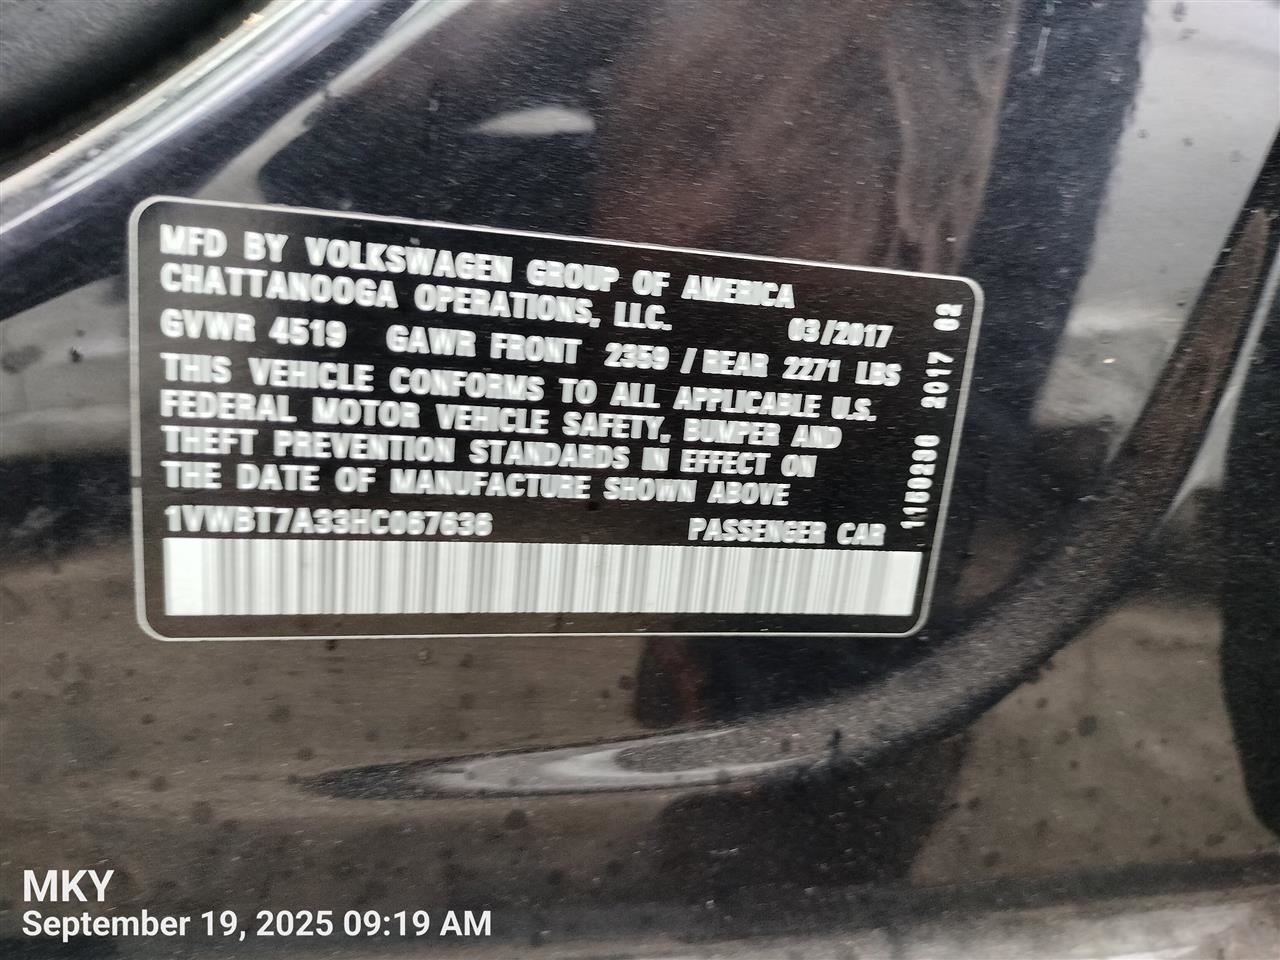 MFD BY VOLKSWAGEN GROUP OF AMERICA
CHATTANOOGA OPERATIONS, LLC. 03/2017
GVWR 4519 GAWR FRONT 2359 / REAR 2271 LBS
THIS VEHICLE CONFORMS TO ALL APPLICABLE U.S.
FEDERAL MOTOR VEHICLE SAFETY, BUMPER AND
THEFT PREVENTION STANDARDS IN EFFECT ON
THE DATE OF MANUFACTURE SHOWN ABOVE
1VWBT7A33HC067636 PASSENGER CAR
1150200 2017 02
MKY
September 19, 2025 09:19 AM